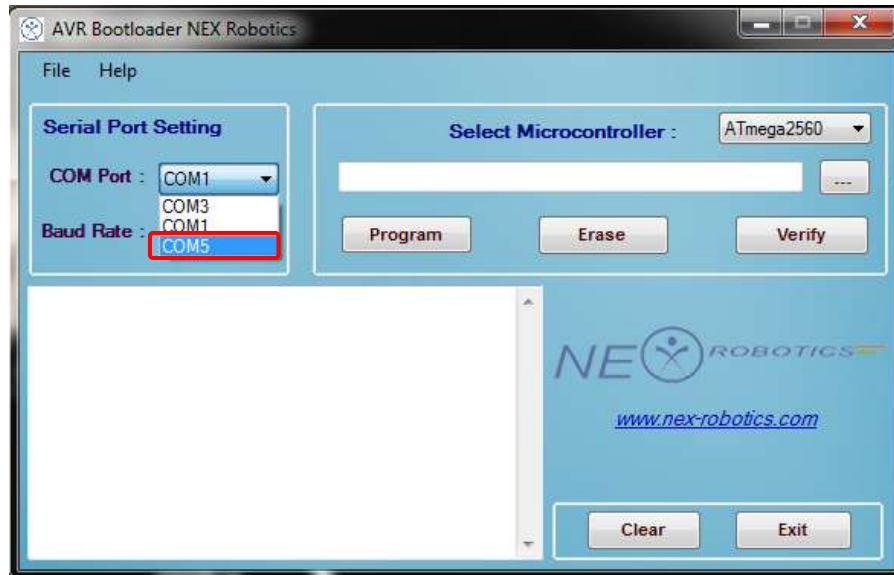 AVR Bootloader NEX Robotics
File Help
Serial Port Setting
COM Port :
COM1
COM3
COM1
COM5
Baud Rate :
Select Microcontroller :
ATmega2560
...
Program
Erase
Verify
NEX ROBOTICS
www.nex-robotics.com
Clear
Exit